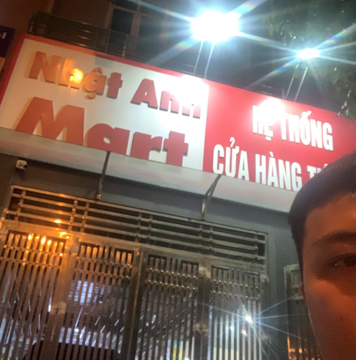 Nhật Anh
Mart
HỆ THỐNG
CỬA HÀNG